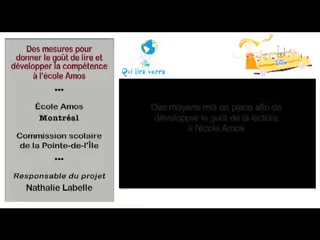 Des mesures pour
donner le goût de lire et
développer la compétence
à l'école Amos
•••
École Amos
Montréal
Commission scolaire
de la Pointe-de-l'Île
•••
Responsable du projet
Nathalie Labelle
Qui lire verra
Des moyens mis en place afin de
développer le goût de la lecture
à l'école Amos